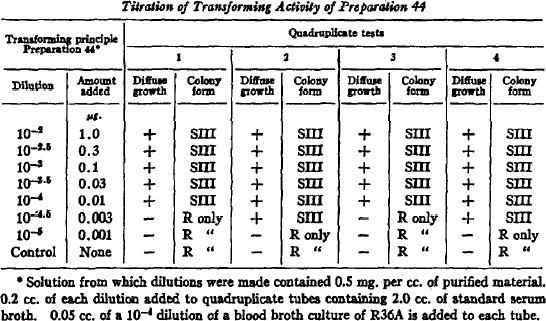 Titration of Transforming Activity of Preparation 44
Transforming principle Preparation 44* Quadruplicate tests
1 2 3 4
Dilution Amount added Diffuse growth Colony form Diffuse growth Colony form Diffuse growth Colony form Diffuse growth Colony form
μg.
10⁻² 1.0 + SIII + SIII + SIII + SIII
10⁻²·⁵ 0.3 + SIII + SIII + SIII + SIII
10⁻³ 0.1 + SIII + SIII + SIII + SIII
10⁻³·⁵ 0.03 + SIII + SIII + SIII + SIII
10⁻⁴ 0.01 + SIII + SIII + SIII + SIII
10⁻⁴·⁵ 0.003 − R only + SIII − R only + SIII
10⁻⁵ 0.001 − R “ − R only − R “ − R only
Control None − R “ − R “ − R “ − R “
* Solution from which dilutions were made contained 0.5 mg. per cc. of purified material.
0.2 cc. of each dilution added to quadruplicate tubes containing 2.0 cc. of standard serum
broth. 0.05 cc. of a 10⁻⁴ dilution of a blood broth culture of R36A is added to each tube.